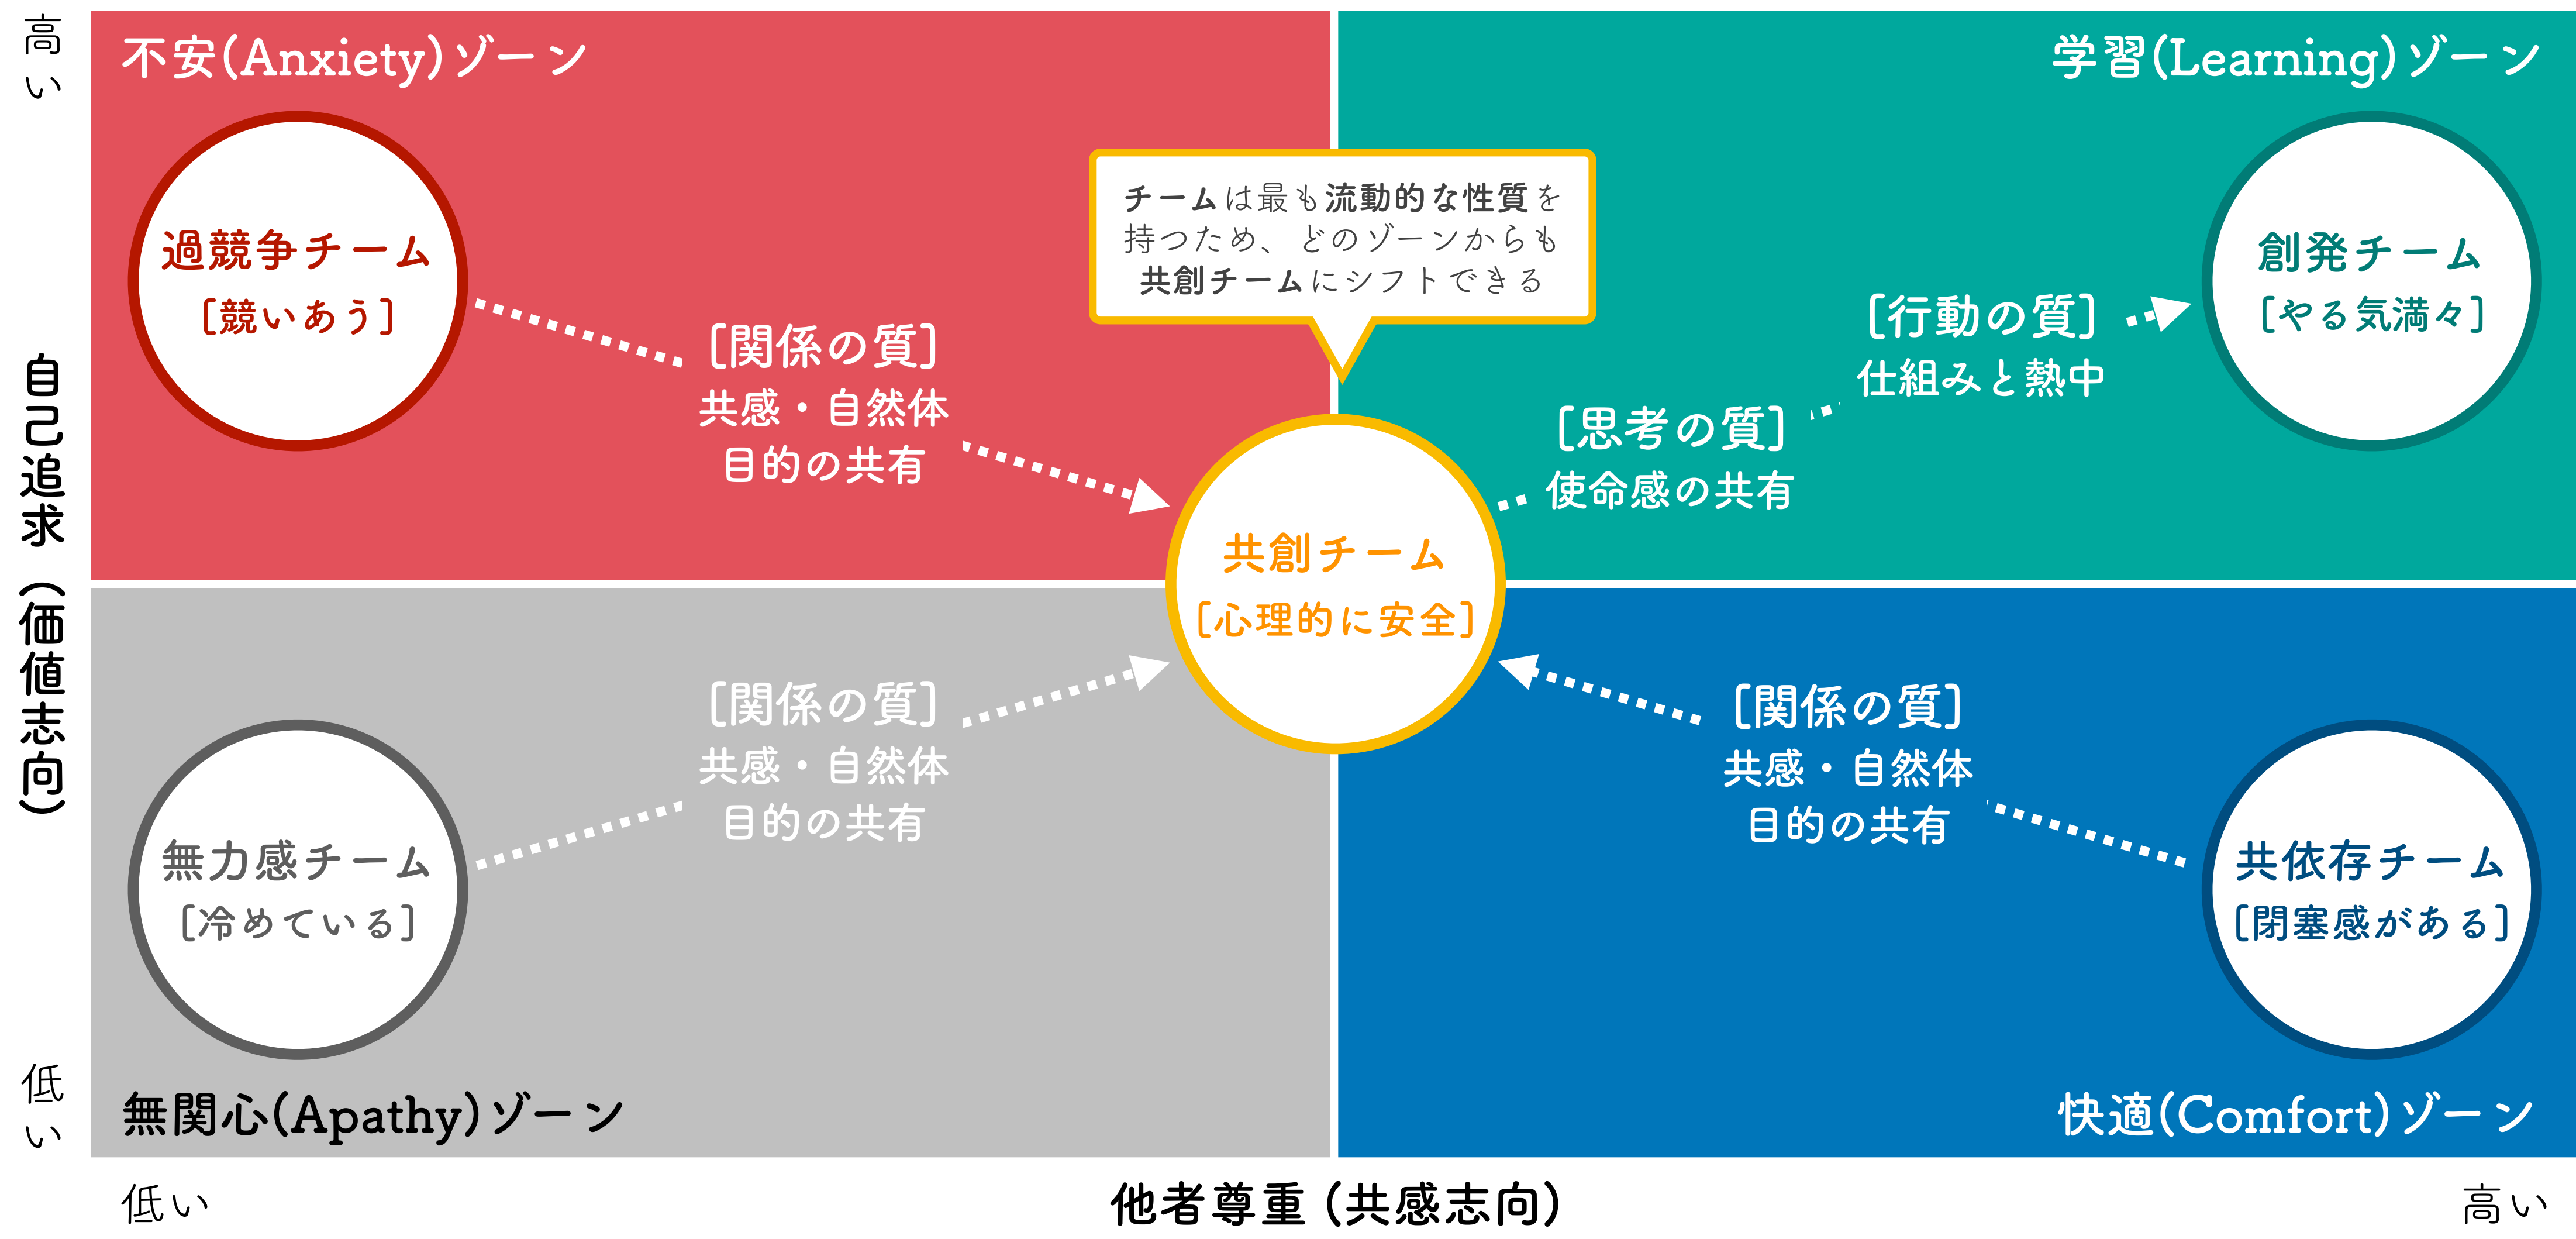 高い
不安(Anxiety)ゾーン
学習(Learning)ゾーン
過競争チーム
[競いあう]
チームは最も流動的な性質を
持つため、どのゾーンからも
共創チームにシフトできる
創発チーム
[やる気満々]
[関係の質]
共感・自然体
目的の共有
[行動の質]
仕組みと熱中
[思考の質]
使命感の共有
自己追求(価値志向)
共創チーム
[心理的に安全]
[関係の質]
共感・自然体
目的の共有
[関係の質]
共感・自然体
目的の共有
無力感チーム
[冷めている]
共依存チーム
[閉塞感がある]
低い
無関心(Apathy)ゾーン
快適(Comfort)ゾーン
低い
他者尊重(共感志向)
高い